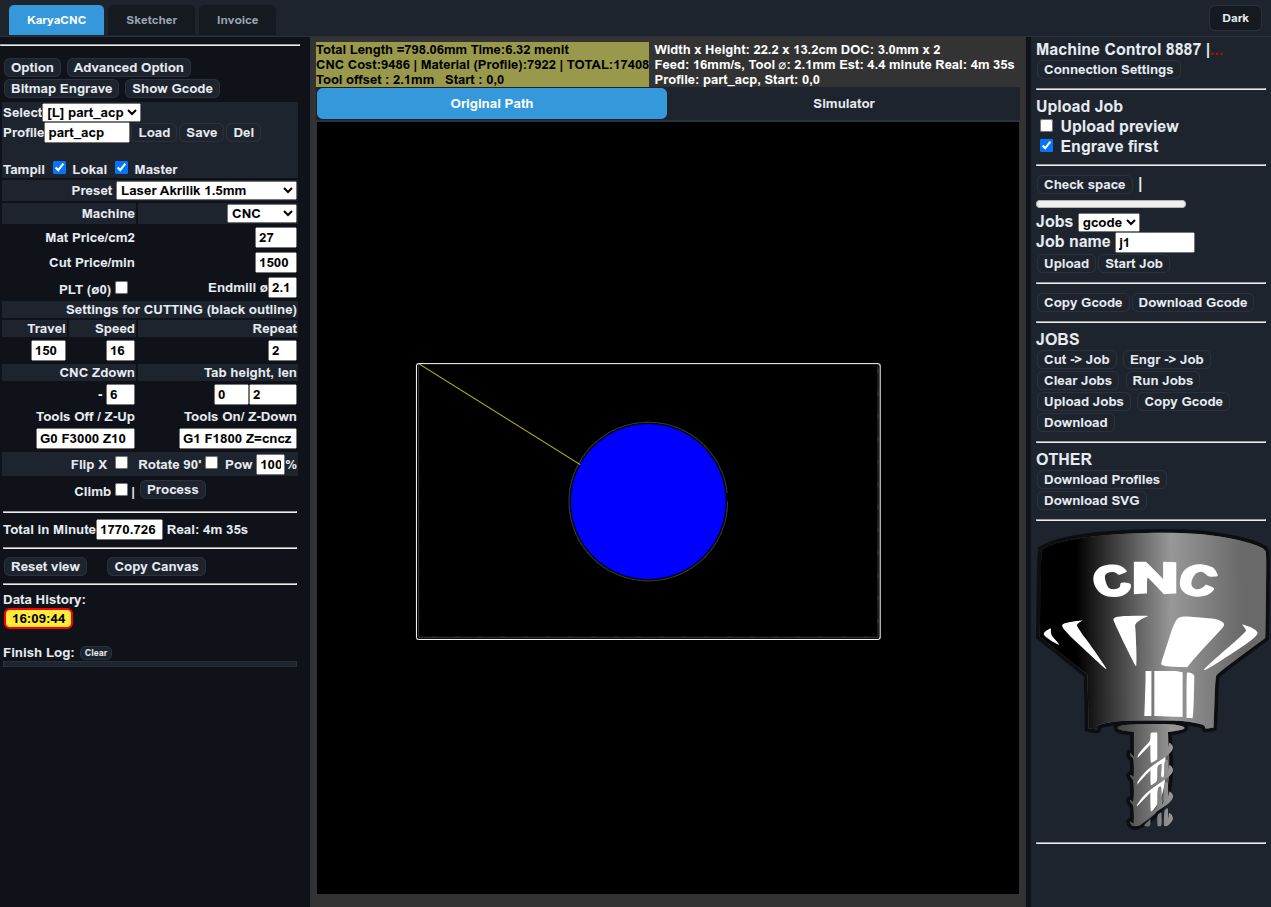 KaryaCNC Sketcher Invoice Dark
Option Advanced Option
Bitmap Engrave Show Gcode
Select [L] part_acp
Profile part_acp Load Save Del
Tampil Lokal Master
Preset Laser Akrilik 1.5mm
Machine CNC
Mat Price/cm2 27
Cut Price/min 1500
PLT (ø0) Endmill ø 2.1
Settings for CUTTING (black outline)
Travel Speed Repeat
150 16 2
CNC Zdown Tab height, len
- 6 0 2
Tools Off / Z-Up Tools On/ Z-Down
G0 F3000 Z10 G1 F1800 Z=cncz
Flip X Rotate 90' Pow 100 %
Climb | Process
Total In Minute 1770.726 Real: 4m 35s
Reset view Copy Canvas
Data History:
16:09:44
Finish Log: Clear
Total Length =798.06mm Time:6.32 menit
CNC Cost:9486 | Material (Profile):7922 | TOTAL:17408
Tool offset : 2.1mm Start : 0,0
Width x Height: 22.2 x 13.2cm DOC: 3.0mm x 2
Feed: 16mm/s, Tool ⌀: 2.1mm Est: 4.4 minute Real: 4m 35s
Profile: part_acp, Start: 0,0
Original Path Simulator
Machine Control 8887 |...
Connection Settings
Upload Job
Upload preview
Engrave first
Check space |
Jobs gcode
Job name j1
Upload Start Job
Copy Gcode Download Gcode
JOBS
Cut -> Job Engr -> Job
Clear Jobs Run Jobs
Upload Jobs Copy Gcode
Download
OTHER
Download Profiles
Download SVG
CNC